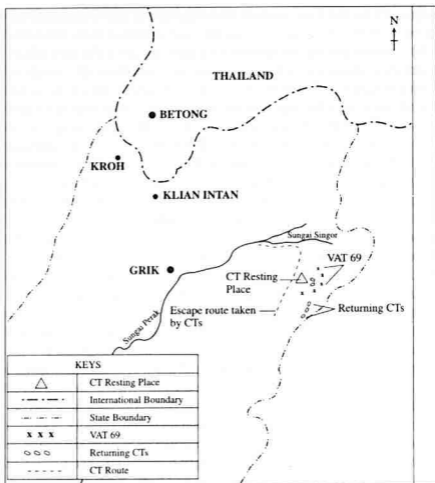 N
THAILAND
BETONG
KROH
KLIAN INTAN
Sungai Singor
GRIK
VAT 69
CT Resting
Place
Escape route taken
by CTs
Returning CTs
Sungai Perak
KEYS
CT Resting Place
International Boundary
State Boundary
x x x VAT 69
Returning CTs
CT Route